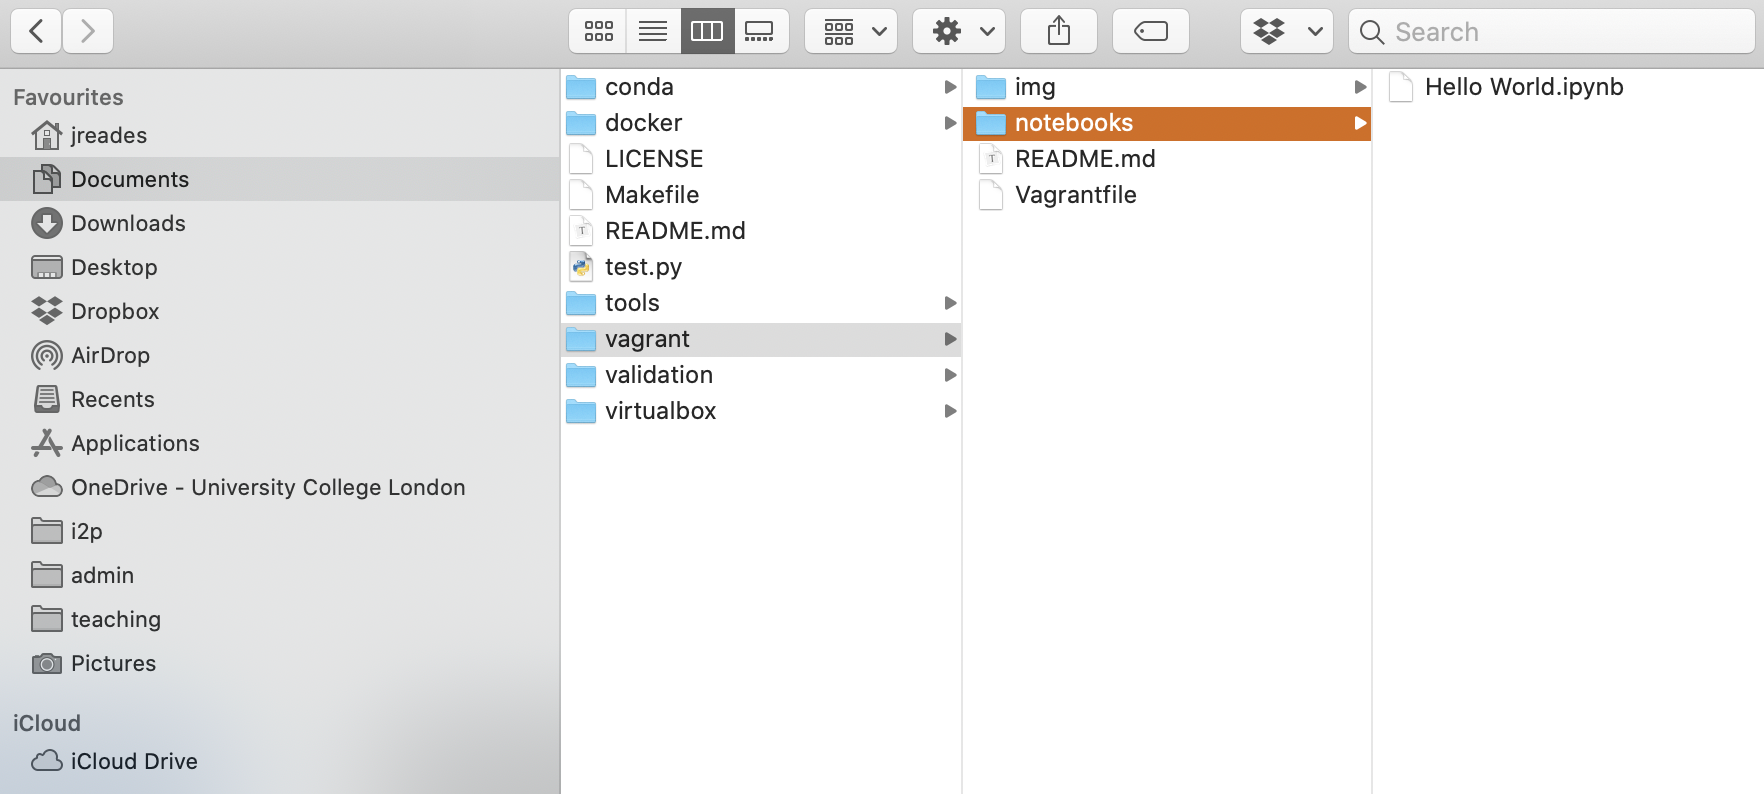 Search
Favourites
jreades
Documents
Downloads
Desktop
Dropbox
AirDrop
Recents
Applications
OneDrive - University College London
i2p
admin
teaching
Pictures
iCloud
iCloud Drive
conda
docker
LICENSE
Makefile
README.md
test.py
tools
vagrant
validation
virtualbox
img
notebooks
README.md
Vagrantfile
Hello World.ipynb